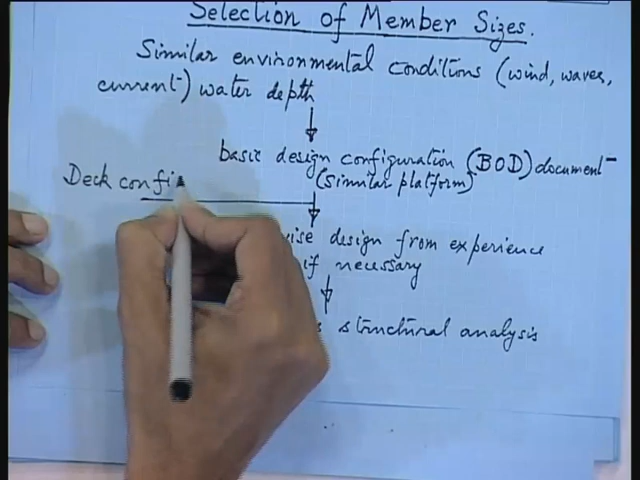 Selection of Member Sizes.
Similar environmental conditions (wind, waves,
current) water depth
basic design configuration (BOD) document
(similar platform)
Deck confi
design from experience
if necessary
structural analysis